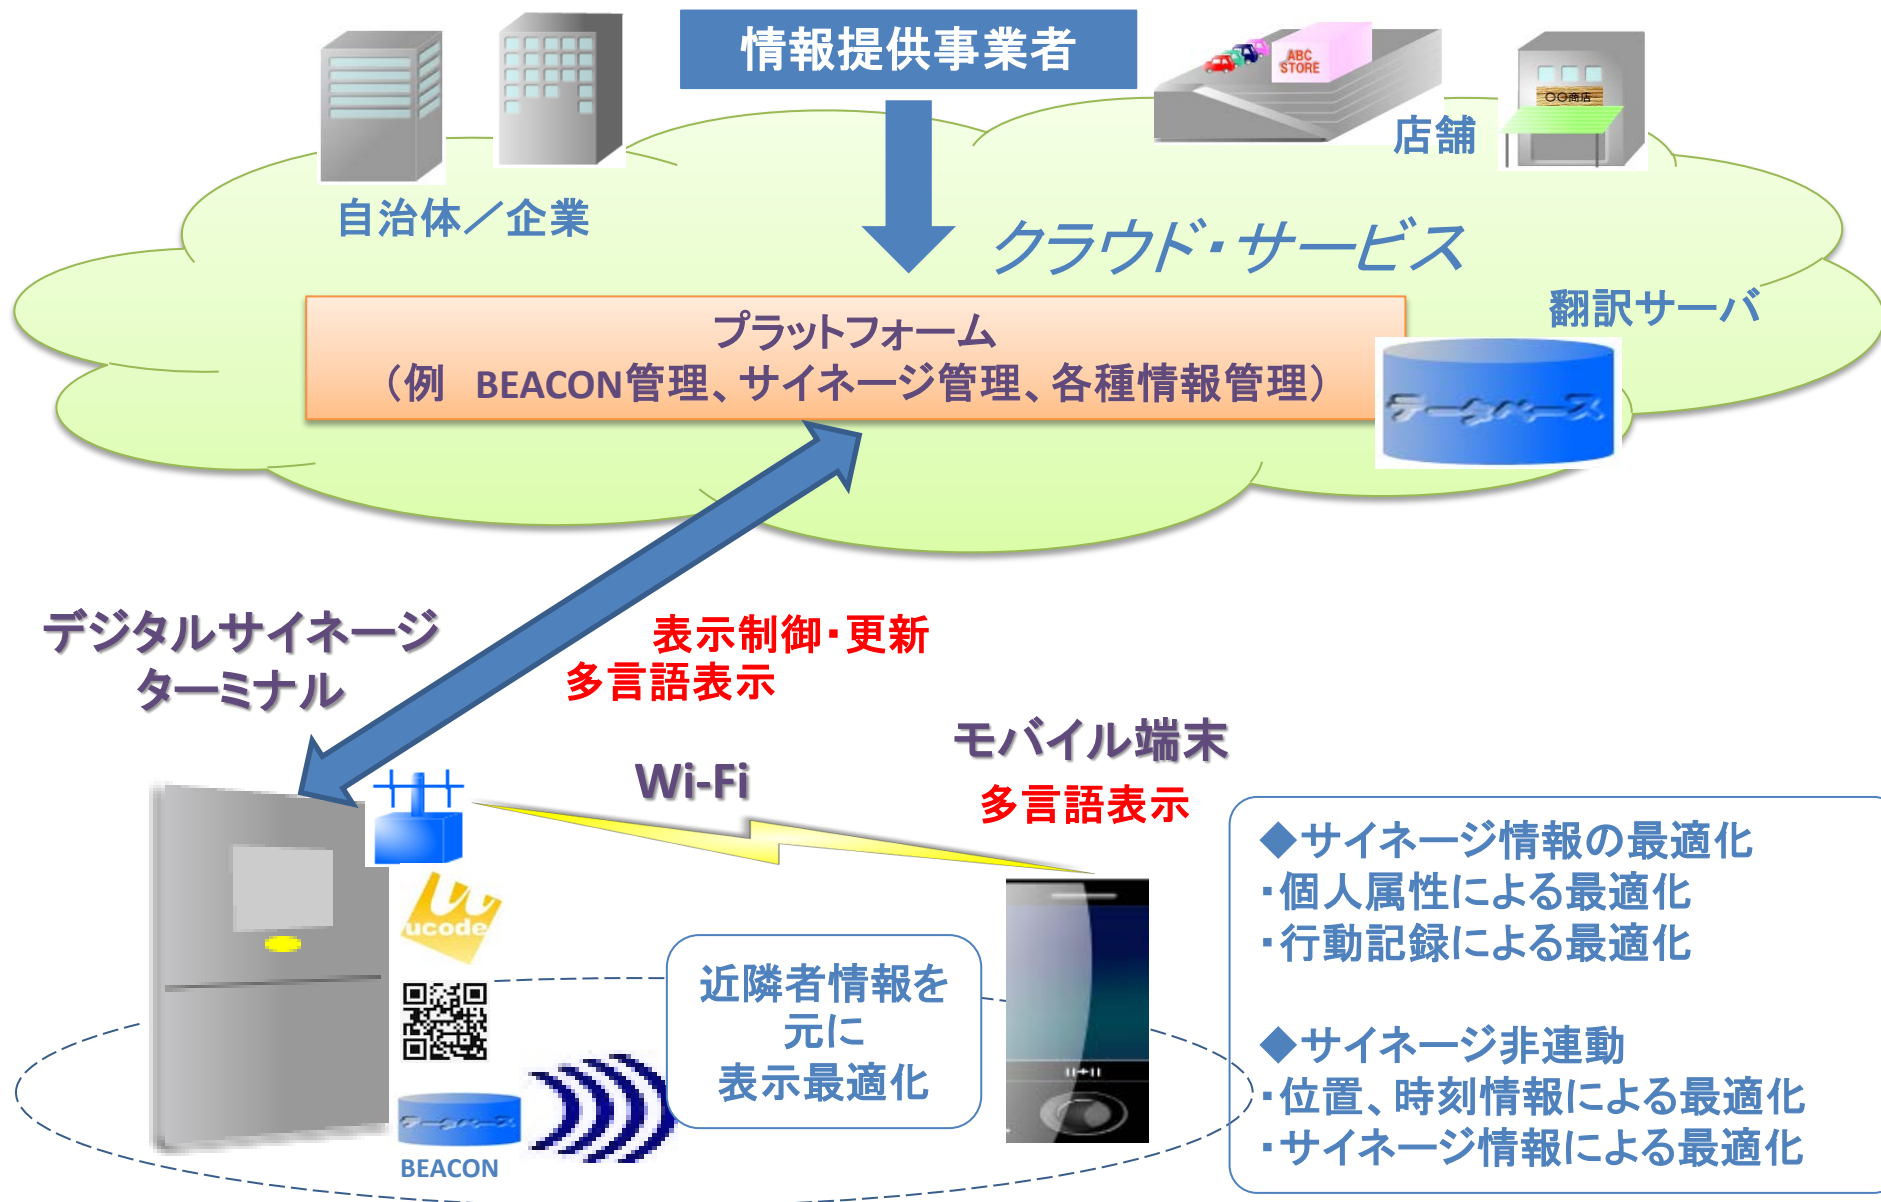 情報提供事業者
ABC
STORE
〇〇商店
店舗
自治体／企業
クラウド・サービス
翻訳サーバ
プラットフォーム
（例　BEACON管理、サイネージ管理、各種情報管理）
データベース
デジタルサイネージ
ターミナル
表示制御・更新
多言語表示
Wi-Fi
モバイル端末
多言語表示
ucode
近隣者情報を
元に
表示最適化
データベース
BEACON
◆サイネージ情報の最適化
・個人属性による最適化
・行動記録による最適化
◆サイネージ非連動
・位置、時刻情報による最適化
・サイネージ情報による最適化